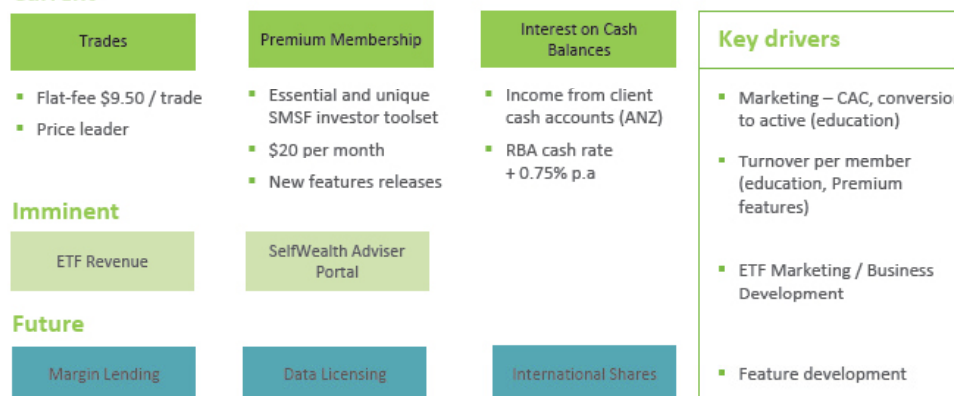 Trades
Premium Membership
Interest on Cash
Balances
Flat-fee $9.50 / trade
Price leader
Essential and unique
SMSF investor toolset
$20 per month
New features releases
Income from client
cash accounts (ANZ)
RBA cash rate
+ 0.75% p.a
Imminent
ETF Revenue
SelfWealth Adviser
Portal
Future
Margin Lending
Data Licensing
International Shares
Key drivers
Marketing – CAC, conversion
to active (education)
Turnover per member
(education, Premium
features)
ETF Marketing / Business
Development
Feature development